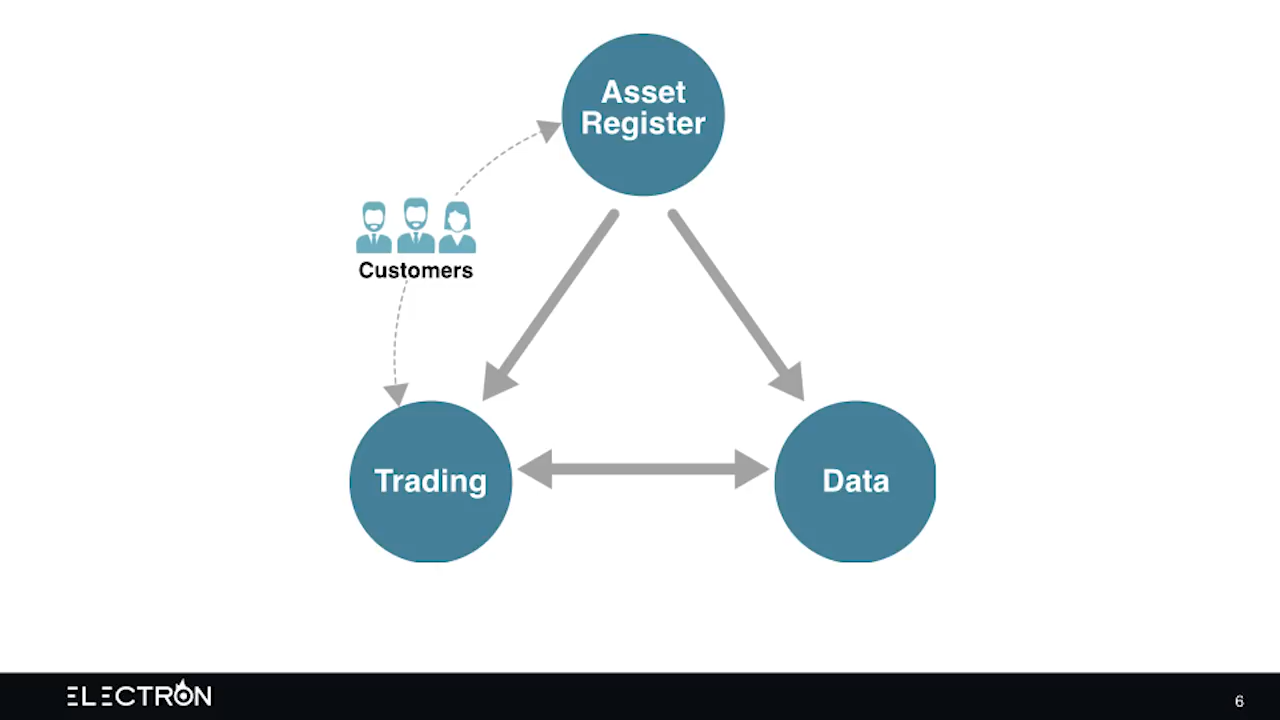 Asset
Register
Customers
Trading
Data
ELECTRON
6